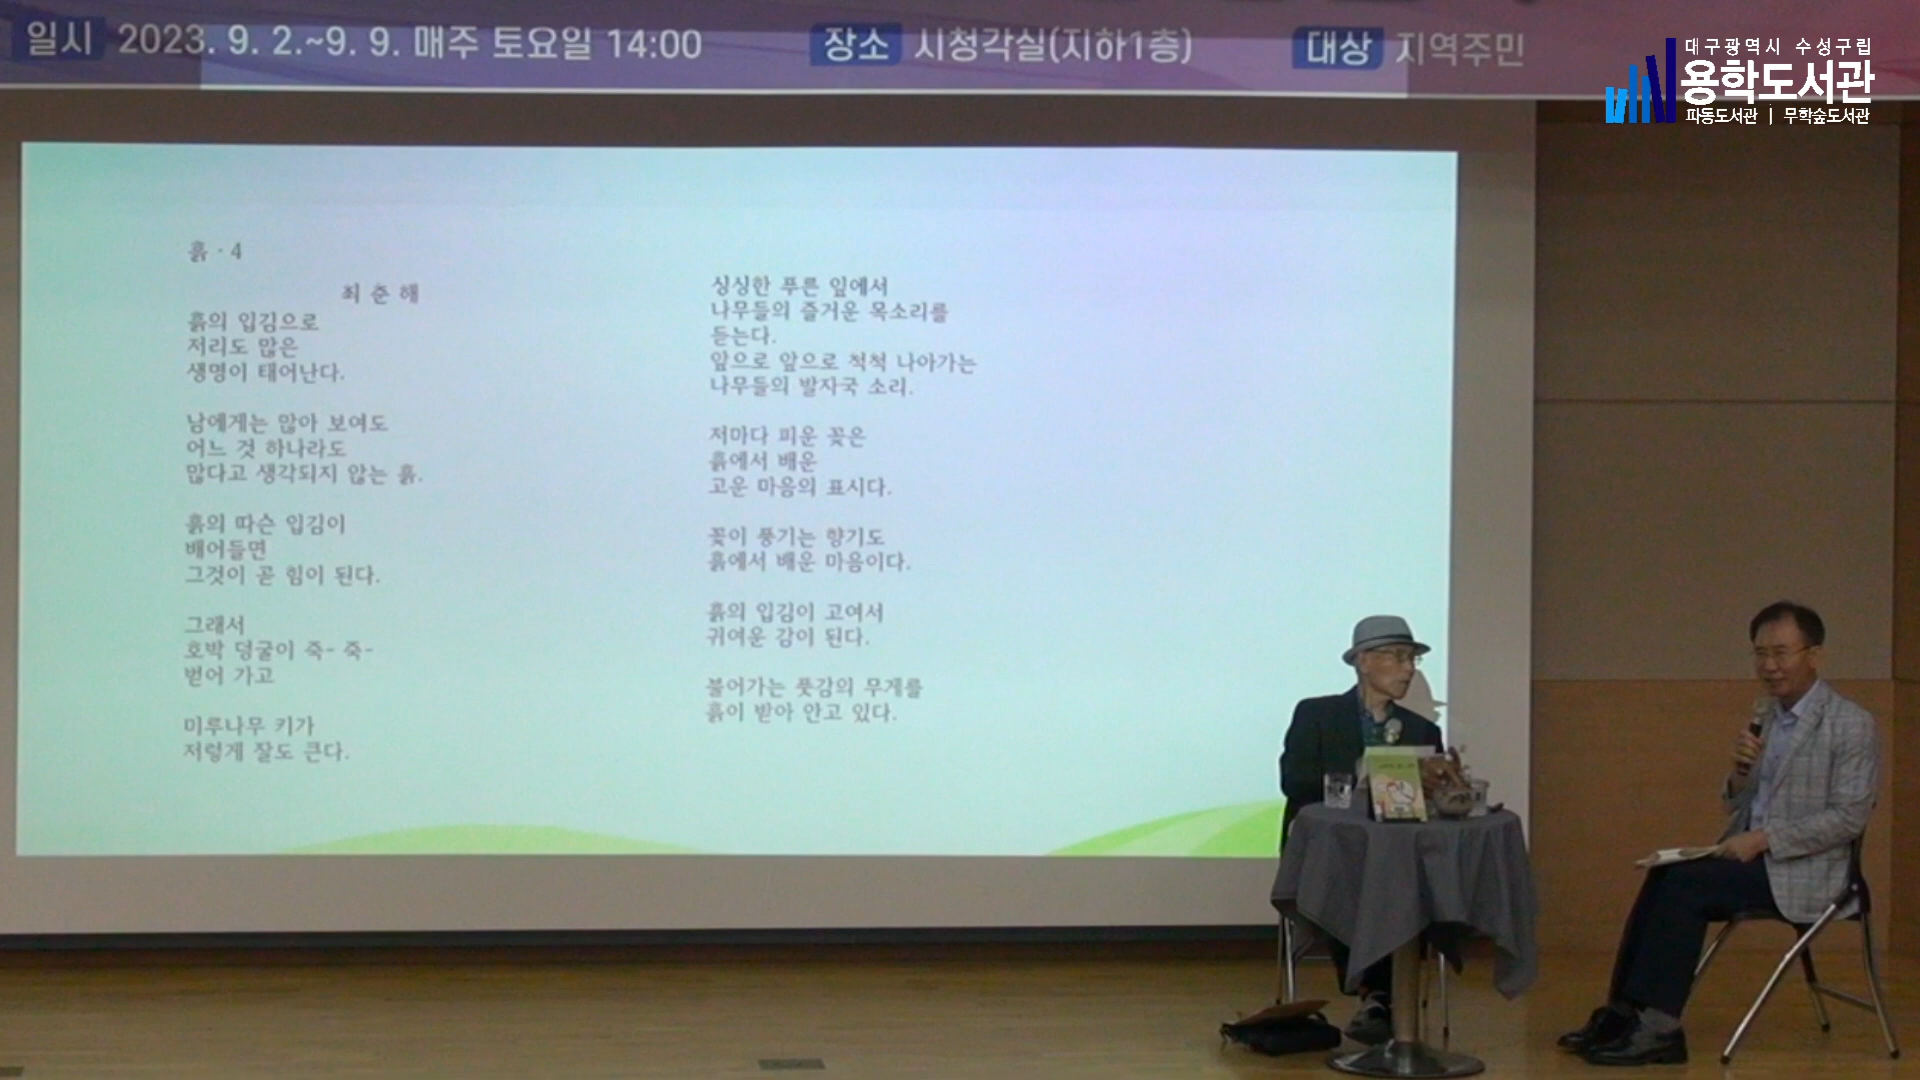 일시 2023. 9. 2.~9. 9. 매주 토요일 14:00 장소 시청각실(지하1층) 대상 지역주민
대구광역시 수성구립
용학도서관
파동도서관 | 무학숲도서관
흙 · 4
최 춘 해
흙의 입김으로
저리도 많은
생명이 태어난다.
남에게는 많아 보여도
어느 것 하나라도
많다고 생각되지 않는 흙.
흙의 따슨 입김이
배어들면
그것이 곧 힘이 된다.
그래서
호박 덩굴이 죽- 죽-
벋어 가고
미루나무 키가
저렇게 잘도 큰다.
싱싱한 푸른 잎에서
나무들의 즐거운 목소리를
듣는다.
앞으로 앞으로 척척 나아가는
나무들의 발자국 소리.
저마다 피운 꽃은
흙에서 배운
고운 마음의 표시다.
꽃이 풍기는 향기도
흙에서 배운 마음이다.
흙의 입김이 고여서
귀여운 감이 된다.
불어가는 풋감의 무게를
흙이 받아 안고 있다.